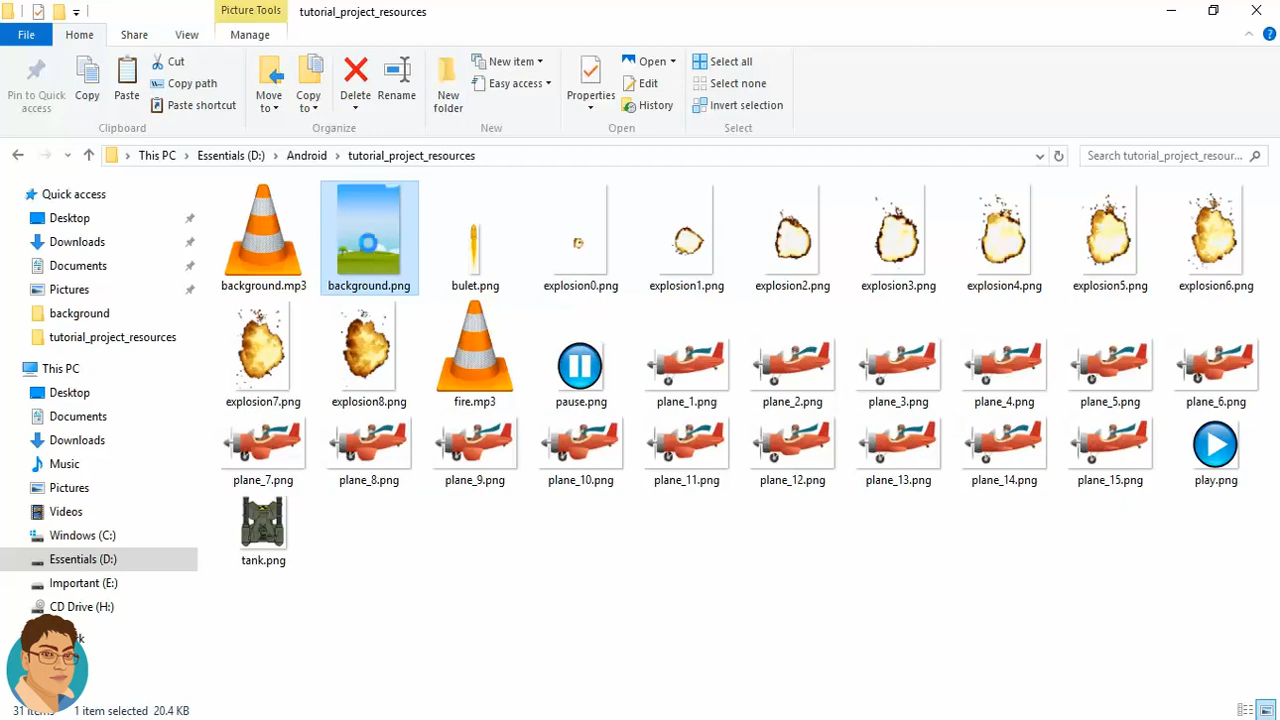 Picture Tools
tutorial_project_resources
File
Home
Share
View
Manage
Pin to Quick access
Copy
Paste
Cut
Copy path
Paste shortcut
Clipboard
Move to
Copy to
Delete
Rename
Organize
New folder
New item
Easy access
New
Properties
Open
Edit
History
Open
Select all
Select none
Invert selection
Select
This PC
Essentials (D:)
Android
tutorial_project_resources
Search tutorial_project_resour...
Quick access
Desktop
Downloads
Documents
Pictures
background
tutorial_project_resources
This PC
Desktop
Documents
Downloads
Music
Pictures
Videos
Windows (C:)
Essentials (D:)
Important (E:)
CD Drive (H:)
background.mp3
background.png
bulet.png
explosion0.png
explosion1.png
explosion2.png
explosion3.png
explosion4.png
explosion5.png
explosion6.png
explosion7.png
explosion8.png
fire.mp3
pause.png
plane_1.png
plane_2.png
plane_3.png
plane_4.png
plane_5.png
plane_6.png
plane_7.png
plane_8.png
plane_9.png
plane_10.png
plane_11.png
plane_12.png
plane_13.png
plane_14.png
plane_15.png
play.png
tank.png
31 items
1 item selected 20.4 KB